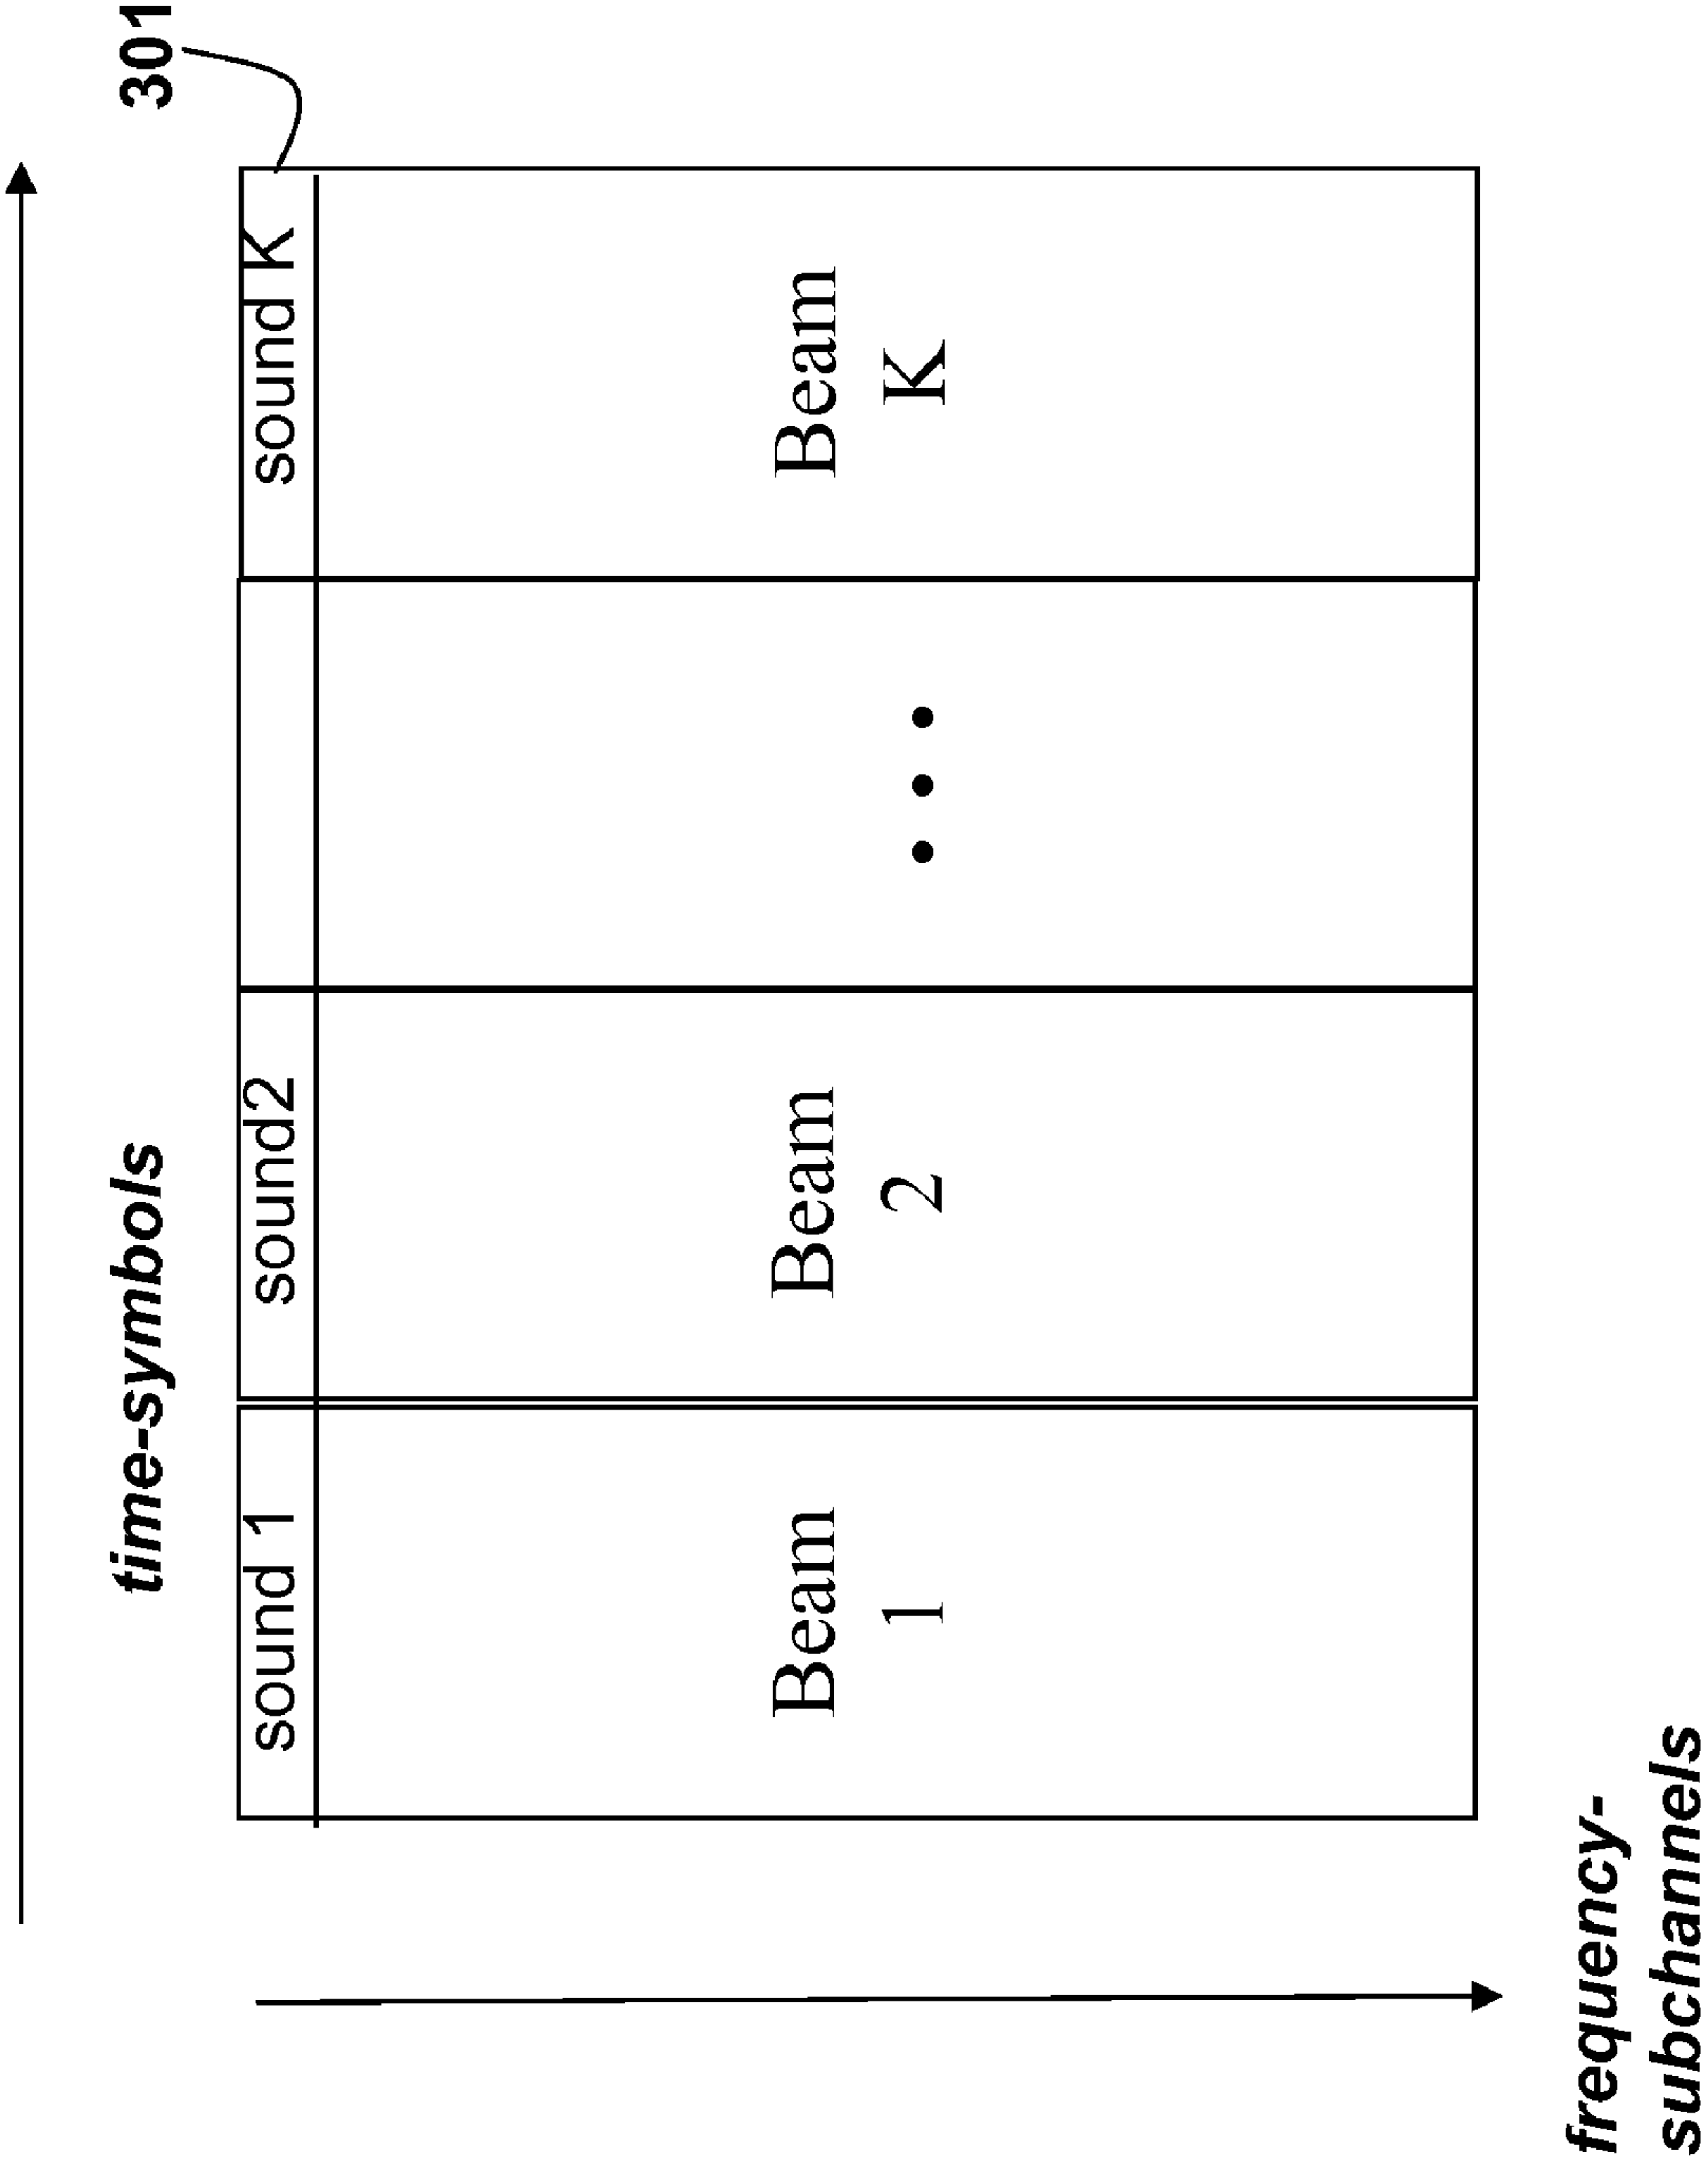 301
time-symbols
sound 1
sound2
sound K
Beam
1
Beam
2
Beam
K
frequency-
subchannels